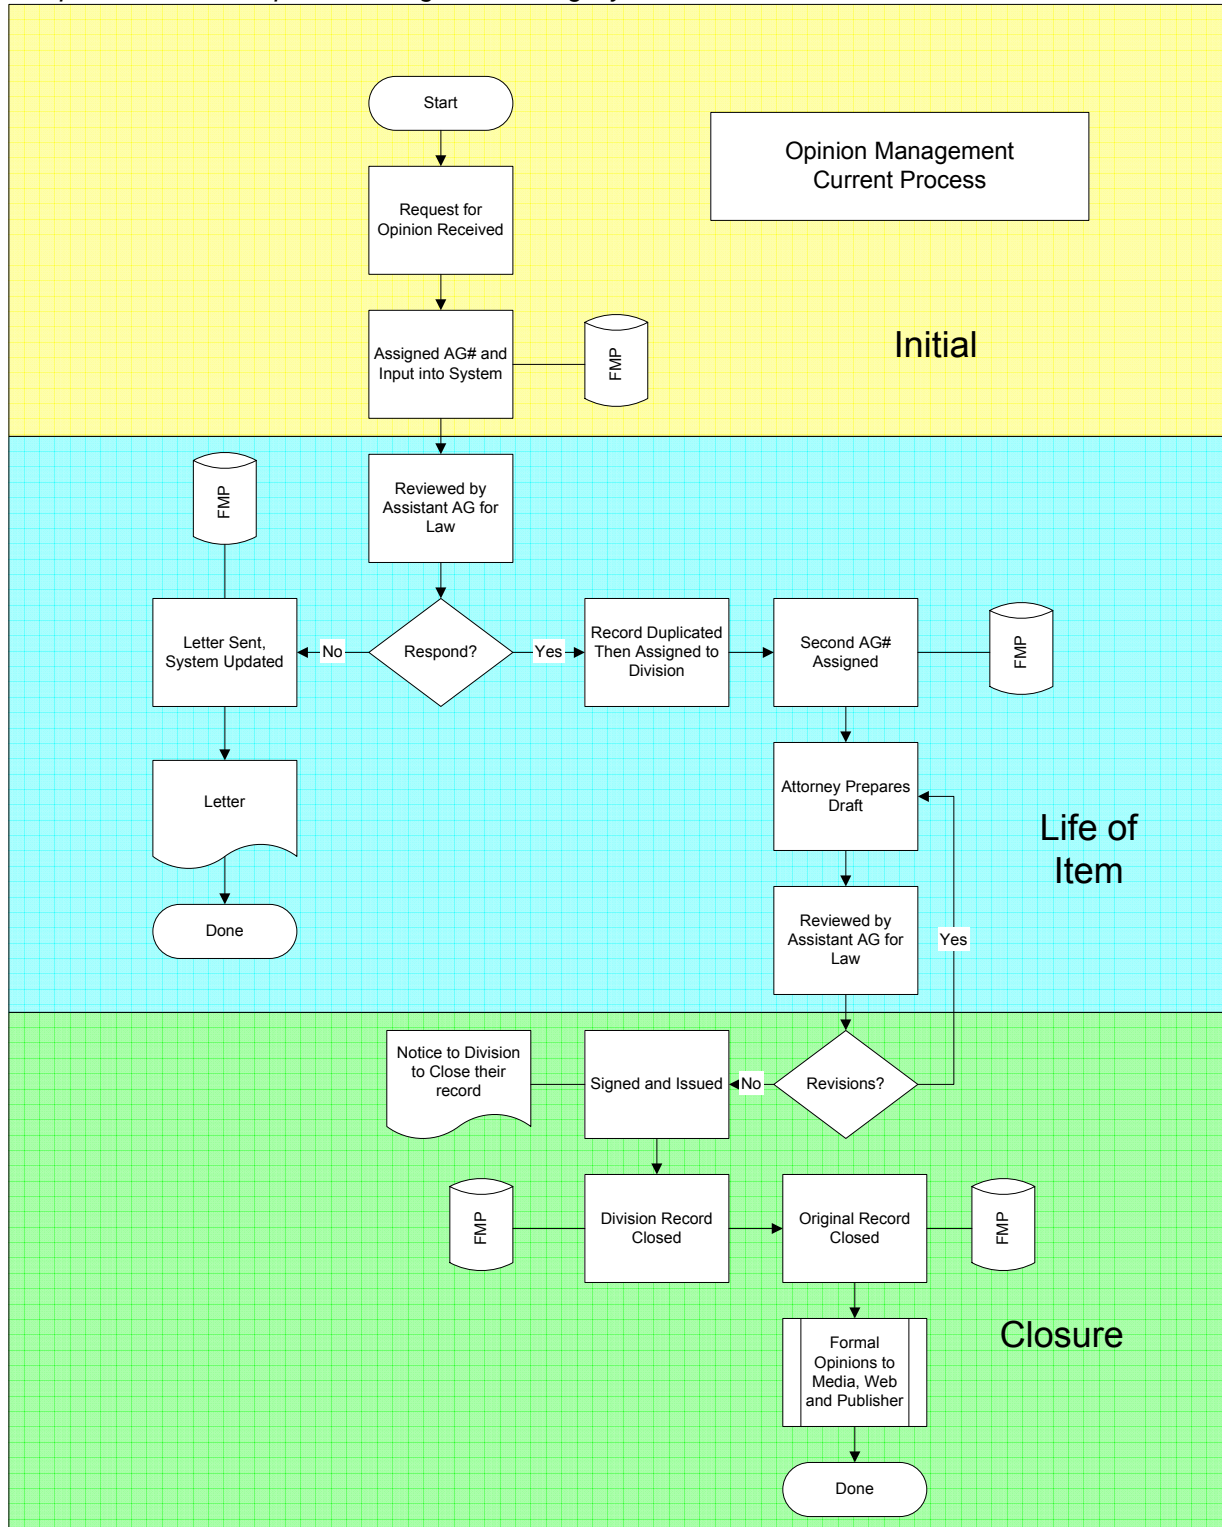 Start
Opinion Management
Current Process
Request for
Opinion Received
Assigned AG# and
Input into System
FMP
Initial
FMP
Reviewed by
Assistant AG for
Law
Letter Sent,
System Updated
No
Respond?
Yes
Record Duplicated
Then Assigned to
Division
Second AG#
Assigned
FMP
Letter
Attorney Prepares
Draft
Life of
Item
Done
Reviewed by
Assistant AG for
Law
Yes
Notice to Division
to Close their
record
Signed and Issued
No
Revisions?
FMP
Division Record
Closed
Original Record
Closed
FMP
Closure
Formal
Opinions to
Media, Web
and Publisher
Done